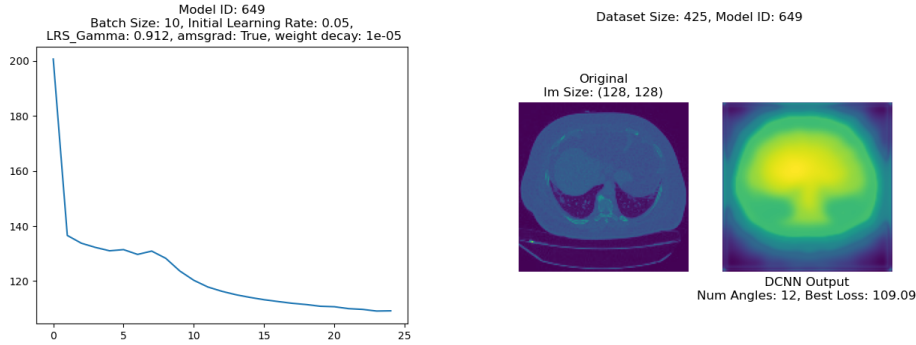 Model ID: 649
Batch Size: 10, Initial Learning Rate: 0.05,
LRS_Gamma: 0.912, amsgrad: True, weight decay: 1e-05
200
180
160
140
120
0
5
10
15
20
25
Dataset Size: 425, Model ID: 649
Original
Im Size: (128, 128)
DCNN Output
Num Angles: 12, Best Loss: 109.09